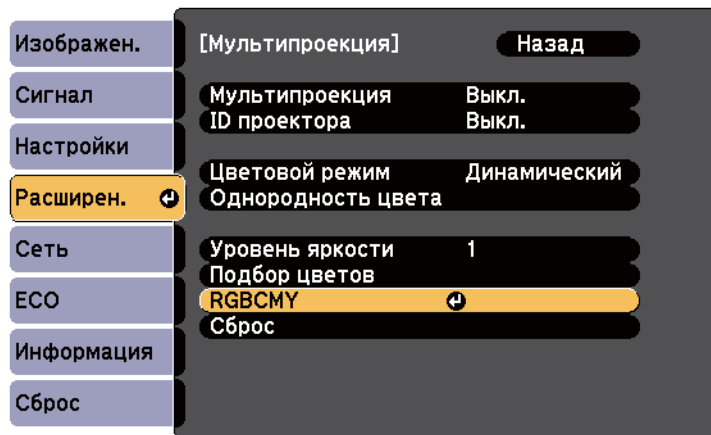 Изображен.
Сигнал
Настройки
Расширен.
Сеть
ECO
Информация
Сброс
[Мультипроекция] Назад
Мультипроекция Выкл.
ID проектора Выкл.
Цветовой режим Динамический
Однородность цвета
Уровень яркости 1
Подбор цветов
RGBCMY
Сброс